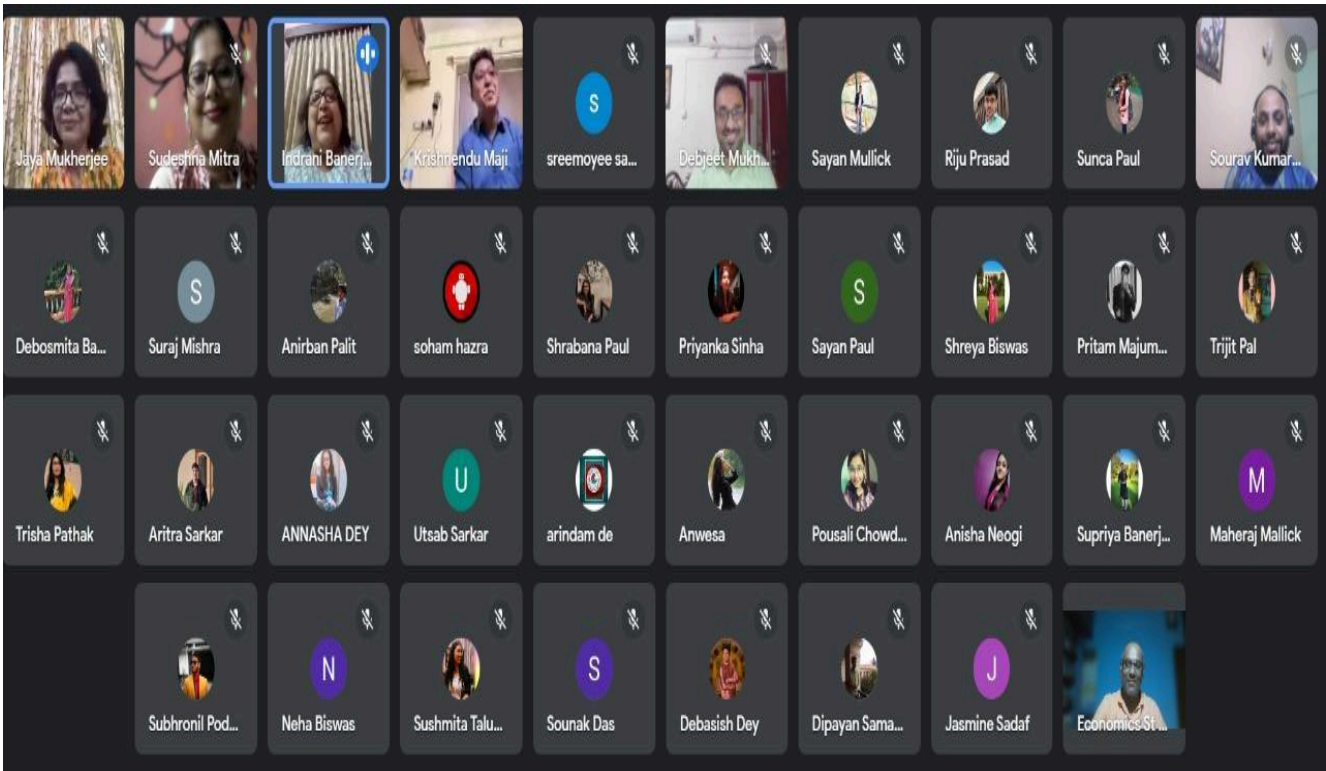 Jaya Mukherjee
Sudeshna Mitra
Indrani Banerj...
Krishnendu Maji
S
sreemoyee sa...
Debjeet Mukh...
Sayan Mullick
Riju Prasad
Sunca Paul
Sourav Kumar...
Debosmita Ba...
S
Suraj Mishra
Anirban Palit
soham hazra
Shrabana Paul
Priyanka Sinha
S
Sayan Paul
Shreya Biswas
Pritam Majum...
Trijit Pal
Trisha Pathak
Aritra Sarkar
ANNASHA DEY
U
Utsab Sarkar
arindam de
Anwesa
Pousali Chowd...
Anisha Neogi
Supriya Banerj...
M
Maheraj Mallick
Subhronil Pod...
N
Neha Biswas
Sushmita Talu...
S
Sounak Das
Debasish Dey
Dipayan Sama...
J
Jasmine Sadaf
Economics St ...